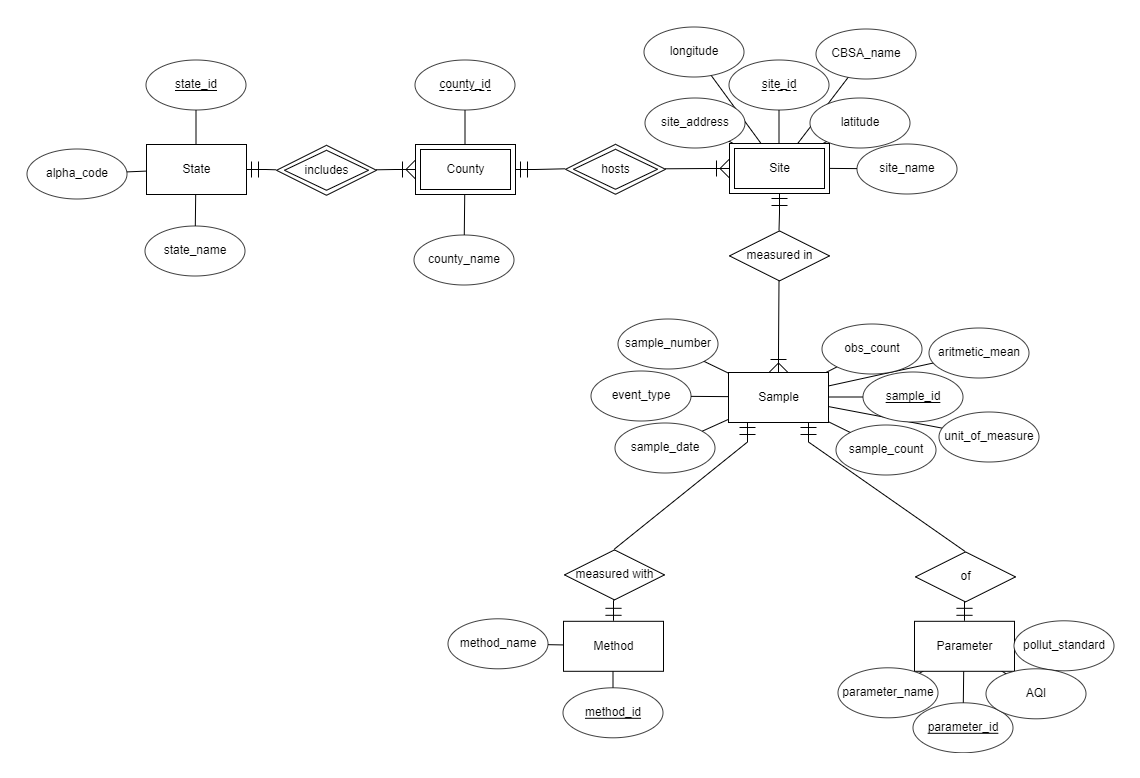 longitude
CBSA_name
state_id
county_id
site_id
site_address
latitude
alpha_code
State
includes
County
hosts
Site
site_name
state_name
county_name
measured in
sample_number
obs_count
aritmetic_mean
event_type
Sample
sample_id
sample_date
sample_count
unit_of_measure
measured with
of
method_name
Method
Parameter
pollut_standard
parameter_name
AQI
method_id
parameter_id